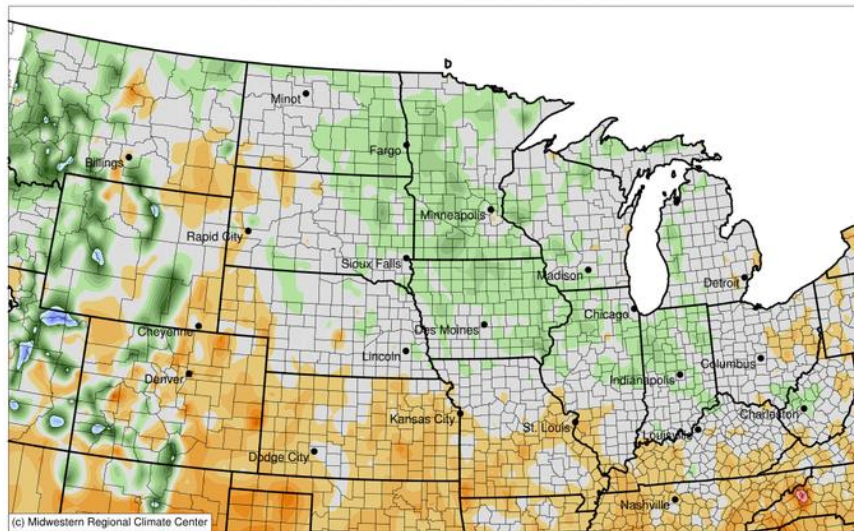 Minot
Fargo
Billings
Minneapolis
Rapid City
Sioux Falls
Madison
Detroit
Chicago
Cheyenne
Des Moines
Lincoln
Columbus
Denver
Indianapolis
Charleston
Kansas City
St. Louis
Louisville
Dodge City
Nashville
(c) Midwestern Regional Climate Center